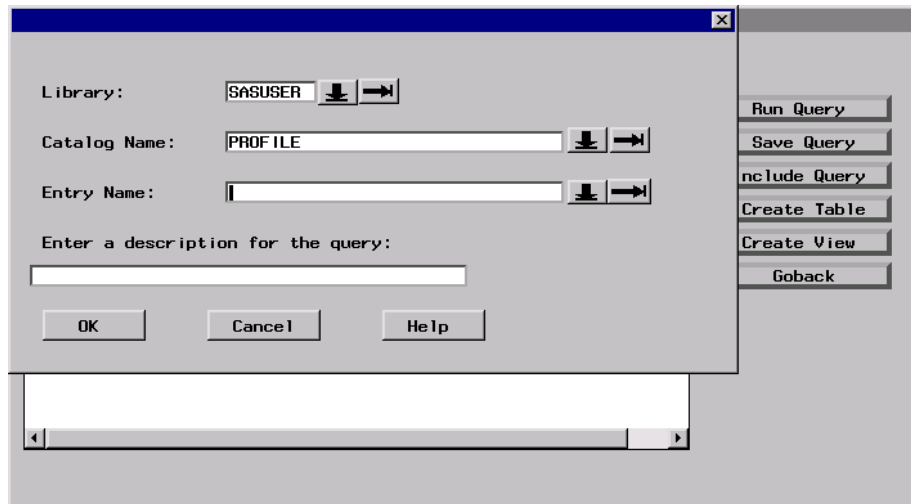 Library: SASUSER
Catalog Name: PROFILE
Entry Name:
Enter a description for the query:
OK Cancel Help
Run Query
Save Query
nclude Query
Create Table
Create View
Goback